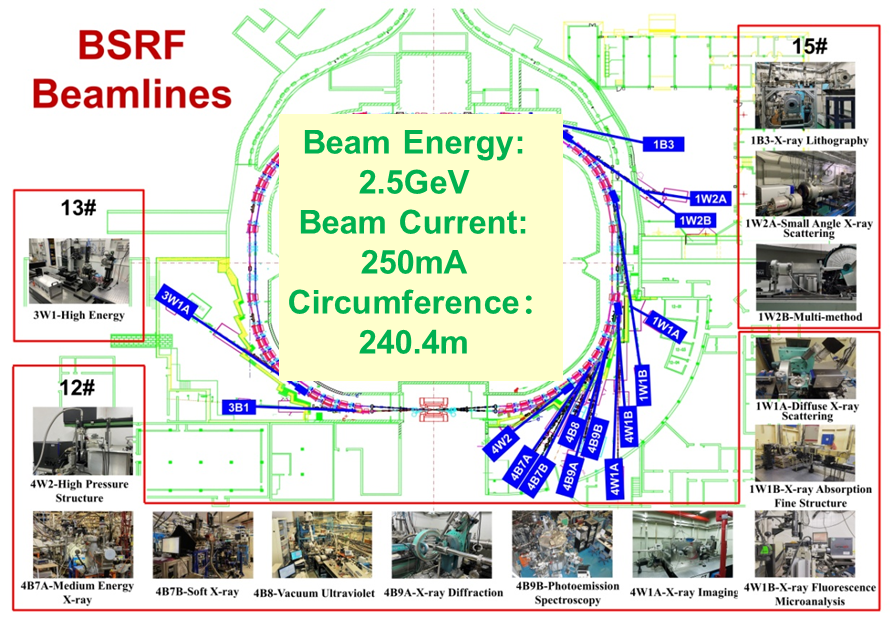 BSRF
Beamlines
Beam Energy:
2.5GeV
Beam Current:
250mA
Circumference:
240.4m
13#
3W1-High Energy
15#
1B3-X-ray Lithography
1W2A-Small Angle X-ray
Scattering
1W2B-Multi-method
1B3
1W2A
1W2B
3W1A
1W1A
1W1B
3B1
4W2
4B7A
4B7B
4B8
4B9A
4B9B
4W1A
4W1B
12#
4W2-High Pressure
Structure
1W1A-Diffuse X-ray
Scattering
1W1B-X-ray Absorption
Fine Structure
4B7A-Medium Energy
X-ray
4B7B-Soft X-ray
4B8-Vacuum Ultraviolet
4B9A-X-ray Diffraction
4B9B-Photoemission
Spectroscopy
4W1A-X-ray Imaging
4W1B-X-ray Fluorescence
Microanalysis